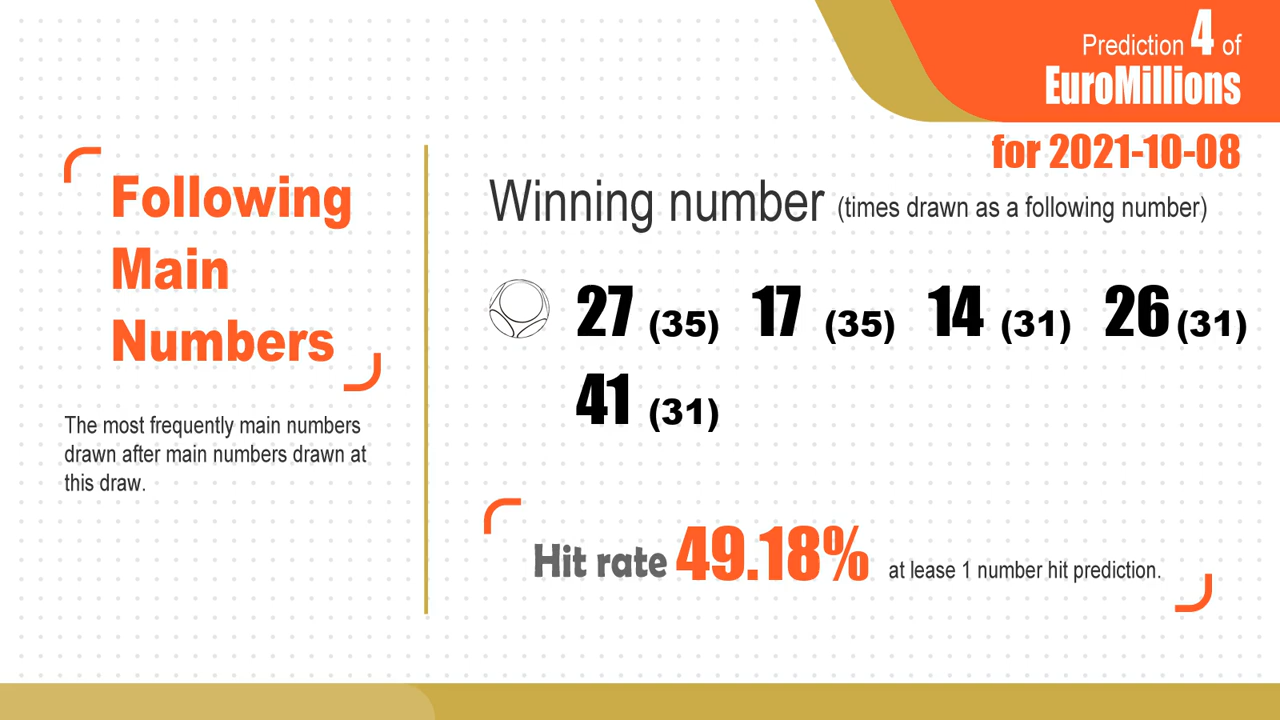 Prediction 4 of
EuroMillions
for 2021-10-08
Following
Main
Numbers
The most frequently main numbers
drawn after main numbers drawn at
this draw.
Winning number (times drawn as a following number)
27 (35) 17 (35) 14 (31) 26 (31)
41 (31)
Hit rate 49.18% at lease 1 number hit prediction.